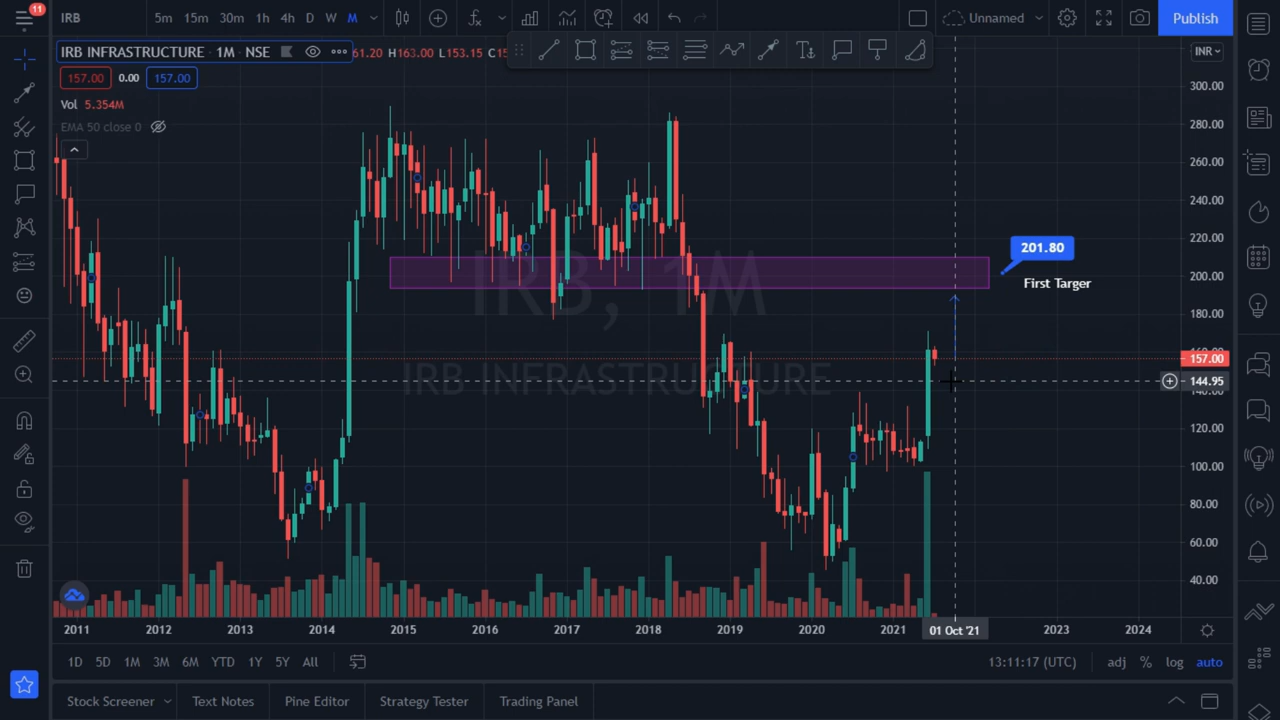 11
IRB 5m 15m 30m 1h 4h D W M Unnamed Publish
IRB INFRASTRUCTURE · 1M · NSE 61.20 H163.00 L153.15 C15
INR
157.00 0.00 157.00
Vol 5.354M
EMA 50 close 0
300.00
280.00
260.00
240.00
220.00
201.80
200.00
First Targer
180.00
IRB, 1M
157.00
IRB INFRASTRUCTURE
144.95
120.00
100.00
80.00
60.00
40.00
2011 2012 2013 2014 2015 2016 2017 2018 2019 2020 2021 01 Oct '21 2023 2024
1D 5D 1M 3M 6M YTD 1Y 5Y All 13:11:17 (UTC) adj % log auto
Stock Screener Text Notes Pine Editor Strategy Tester Trading Panel